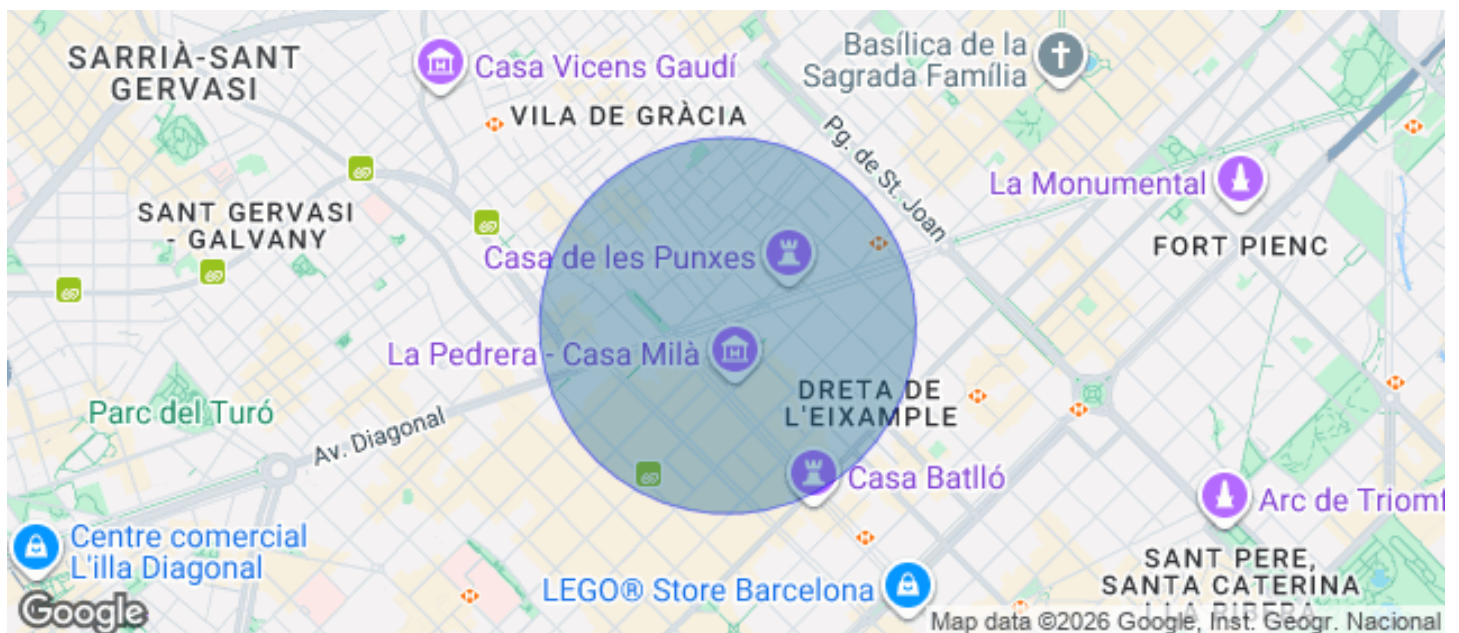 SARRIÀ-SANT
GERVASI
Casa Vicens Gaudí
Basílica de la
Sagrada Família
VILA DE GRÀCIA
Pg. de St. Joan
La Monumental
SANT GERVASI
- GALVANY
FORT PIENC
Casa de les Punxes
La Pedrera - Casa Milà
DRETA DE
L'EIXAMPLE
Parc del Turó
Av. Diagonal
Casa Batlló
Arc de Triomf
Centre comercial
L'illa Diagonal
SANT PERE,
SANTA CATERINA
I LA RIBERA
LEGO® Store Barcelona
Google
Map data ©2026 Google, Inst. Geogr. Nacional